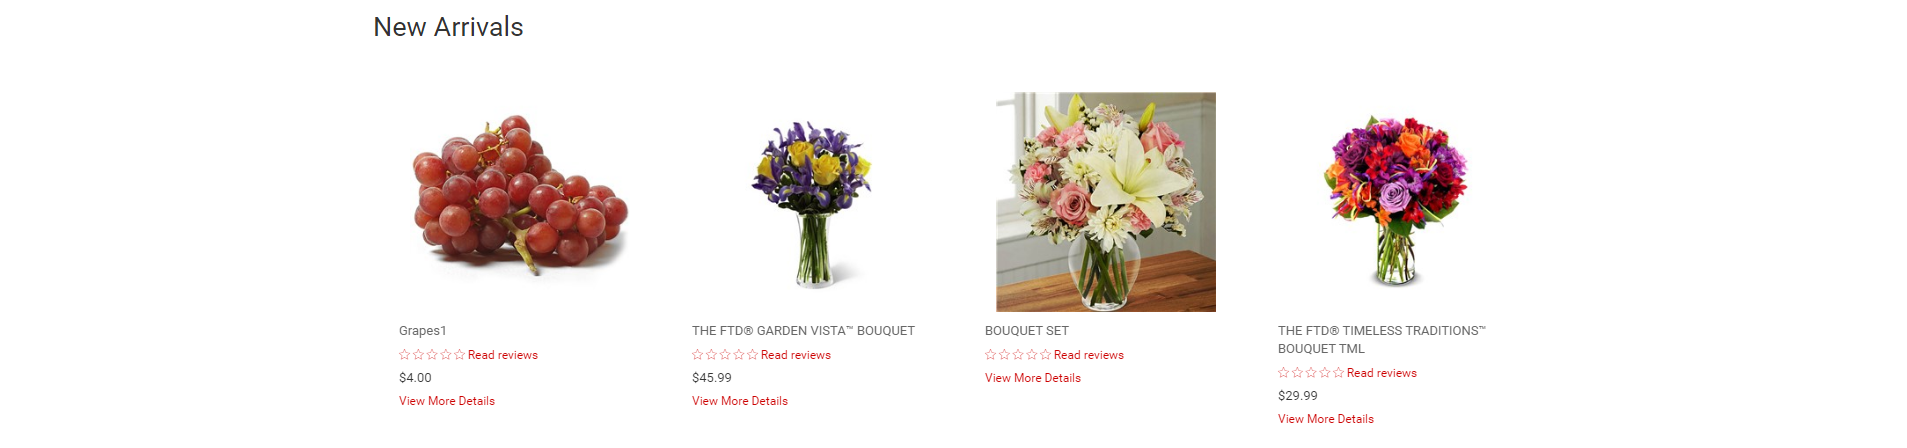 New Arrivals
Grapes1
Read reviews
$4.00
View More Details
THE FTD® GARDEN VISTA™ BOUQUET
Read reviews
$45.99
View More Details
BOUQUET SET
Read reviews
View More Details
THE FTD® TIMELESS TRADITIONS™
BOUQUET TML
Read reviews
$29.99
View More Details